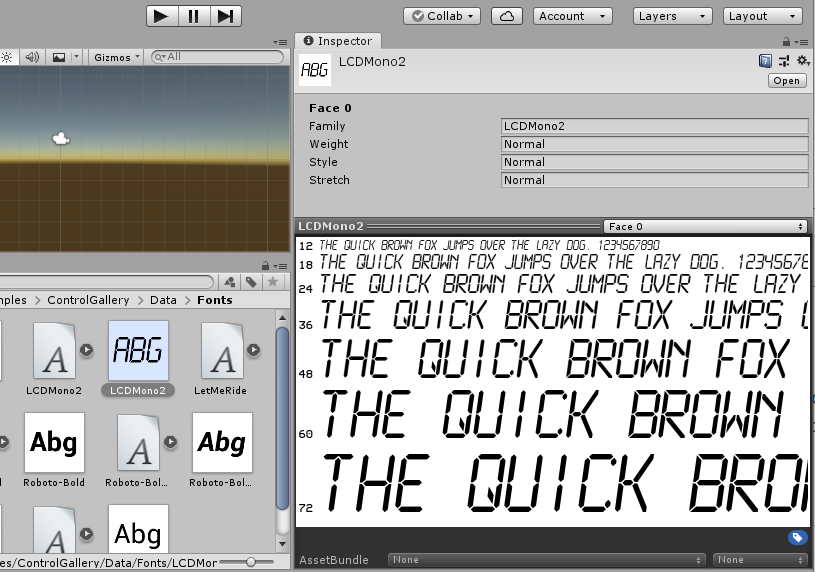 Collab Account Layers Layout
Inspector
Gizmos All
ABG LCDMono2
Open
Face 0
Family LCDMono2
Weight Normal
Style Normal
Stretch Normal
LCDMono2 Face 0
12 THE QUICK BROWN FOX JUMPS OVER THE LAZY DOG. 1234567890
18 THE QUICK BROWN FOX JUMPS OVER THE LAZY DOG. 1234567
24 THE QUICK BROWN FOX JUMPS OVER THE LAZY
36 THE QUICK BROWN FOX JUMPS
48 THE QUICK BROWN FOX
60 THE QUICK BROWN
72 THE QUICK BRO
AssetBundle None None
mples > ControlGallery > Data > Fonts
A ABG A
LCDMono2 LCDMono2 LetMeRide
Abg A Abg
Roboto-Bold Roboto-Bol... Roboto-Bol...
A Abg
es/ControlGallery/Data/Fonts/LCDMor